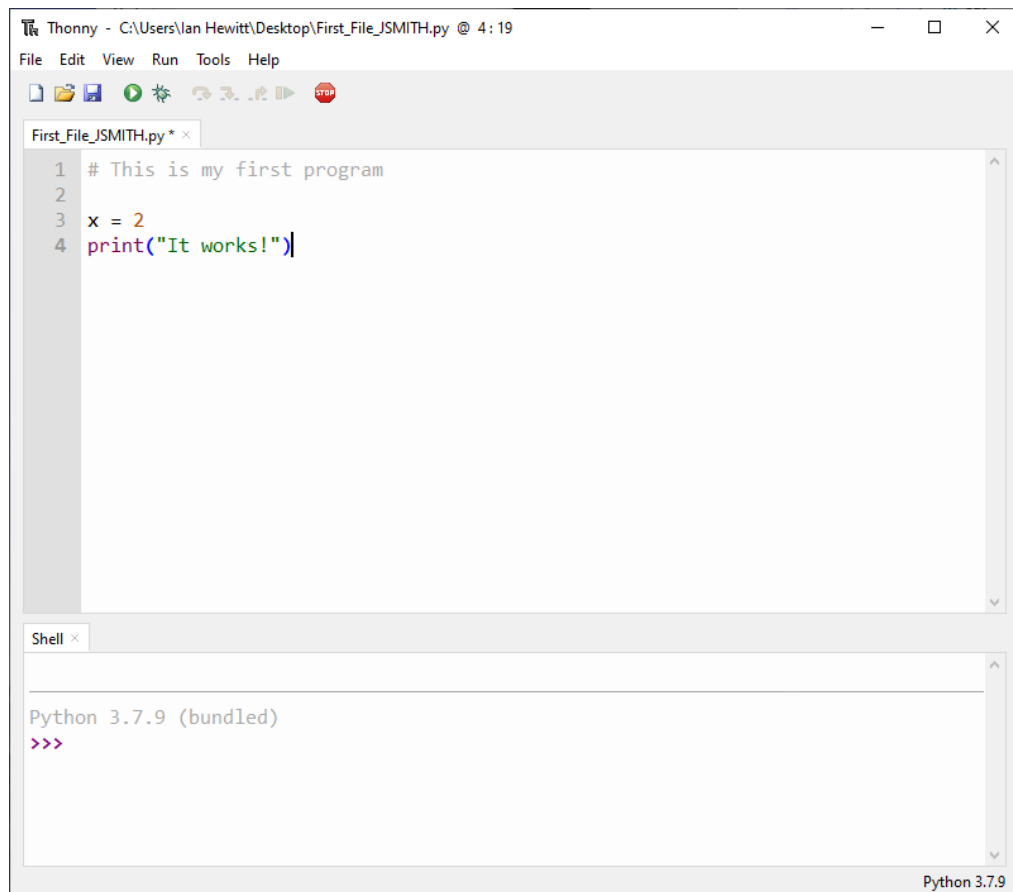 Thonny - C:\Users\Ian Hewitt\Desktop\First_File_JSMITH.py @ 4:19
File Edit View Run Tools Help
STOP
First_File_JSMITH.py * ×
1 # This is my first program
2
3 x = 2
4 print("It works!")
Shell ×
Python 3.7.9 (bundled)
>>>
Python 3.7.9